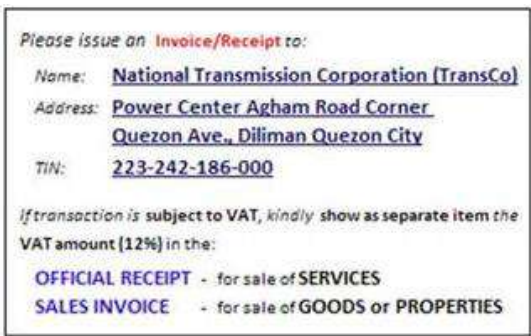 Please issue an Invoice/Receipt to:
Name: National Transmission Corporation (TransCo)
Address: Power Center Agham Road Corner
Quezon Ave., Diliman Quezon City
TIN: 223-242-186-000
If transaction is subject to VAT, kindly show as separate item the
VAT amount (12%) in the:
OFFICIAL RECEIPT - for sale of SERVICES
SALES INVOICE - for sale of GOODS or PROPERTIES